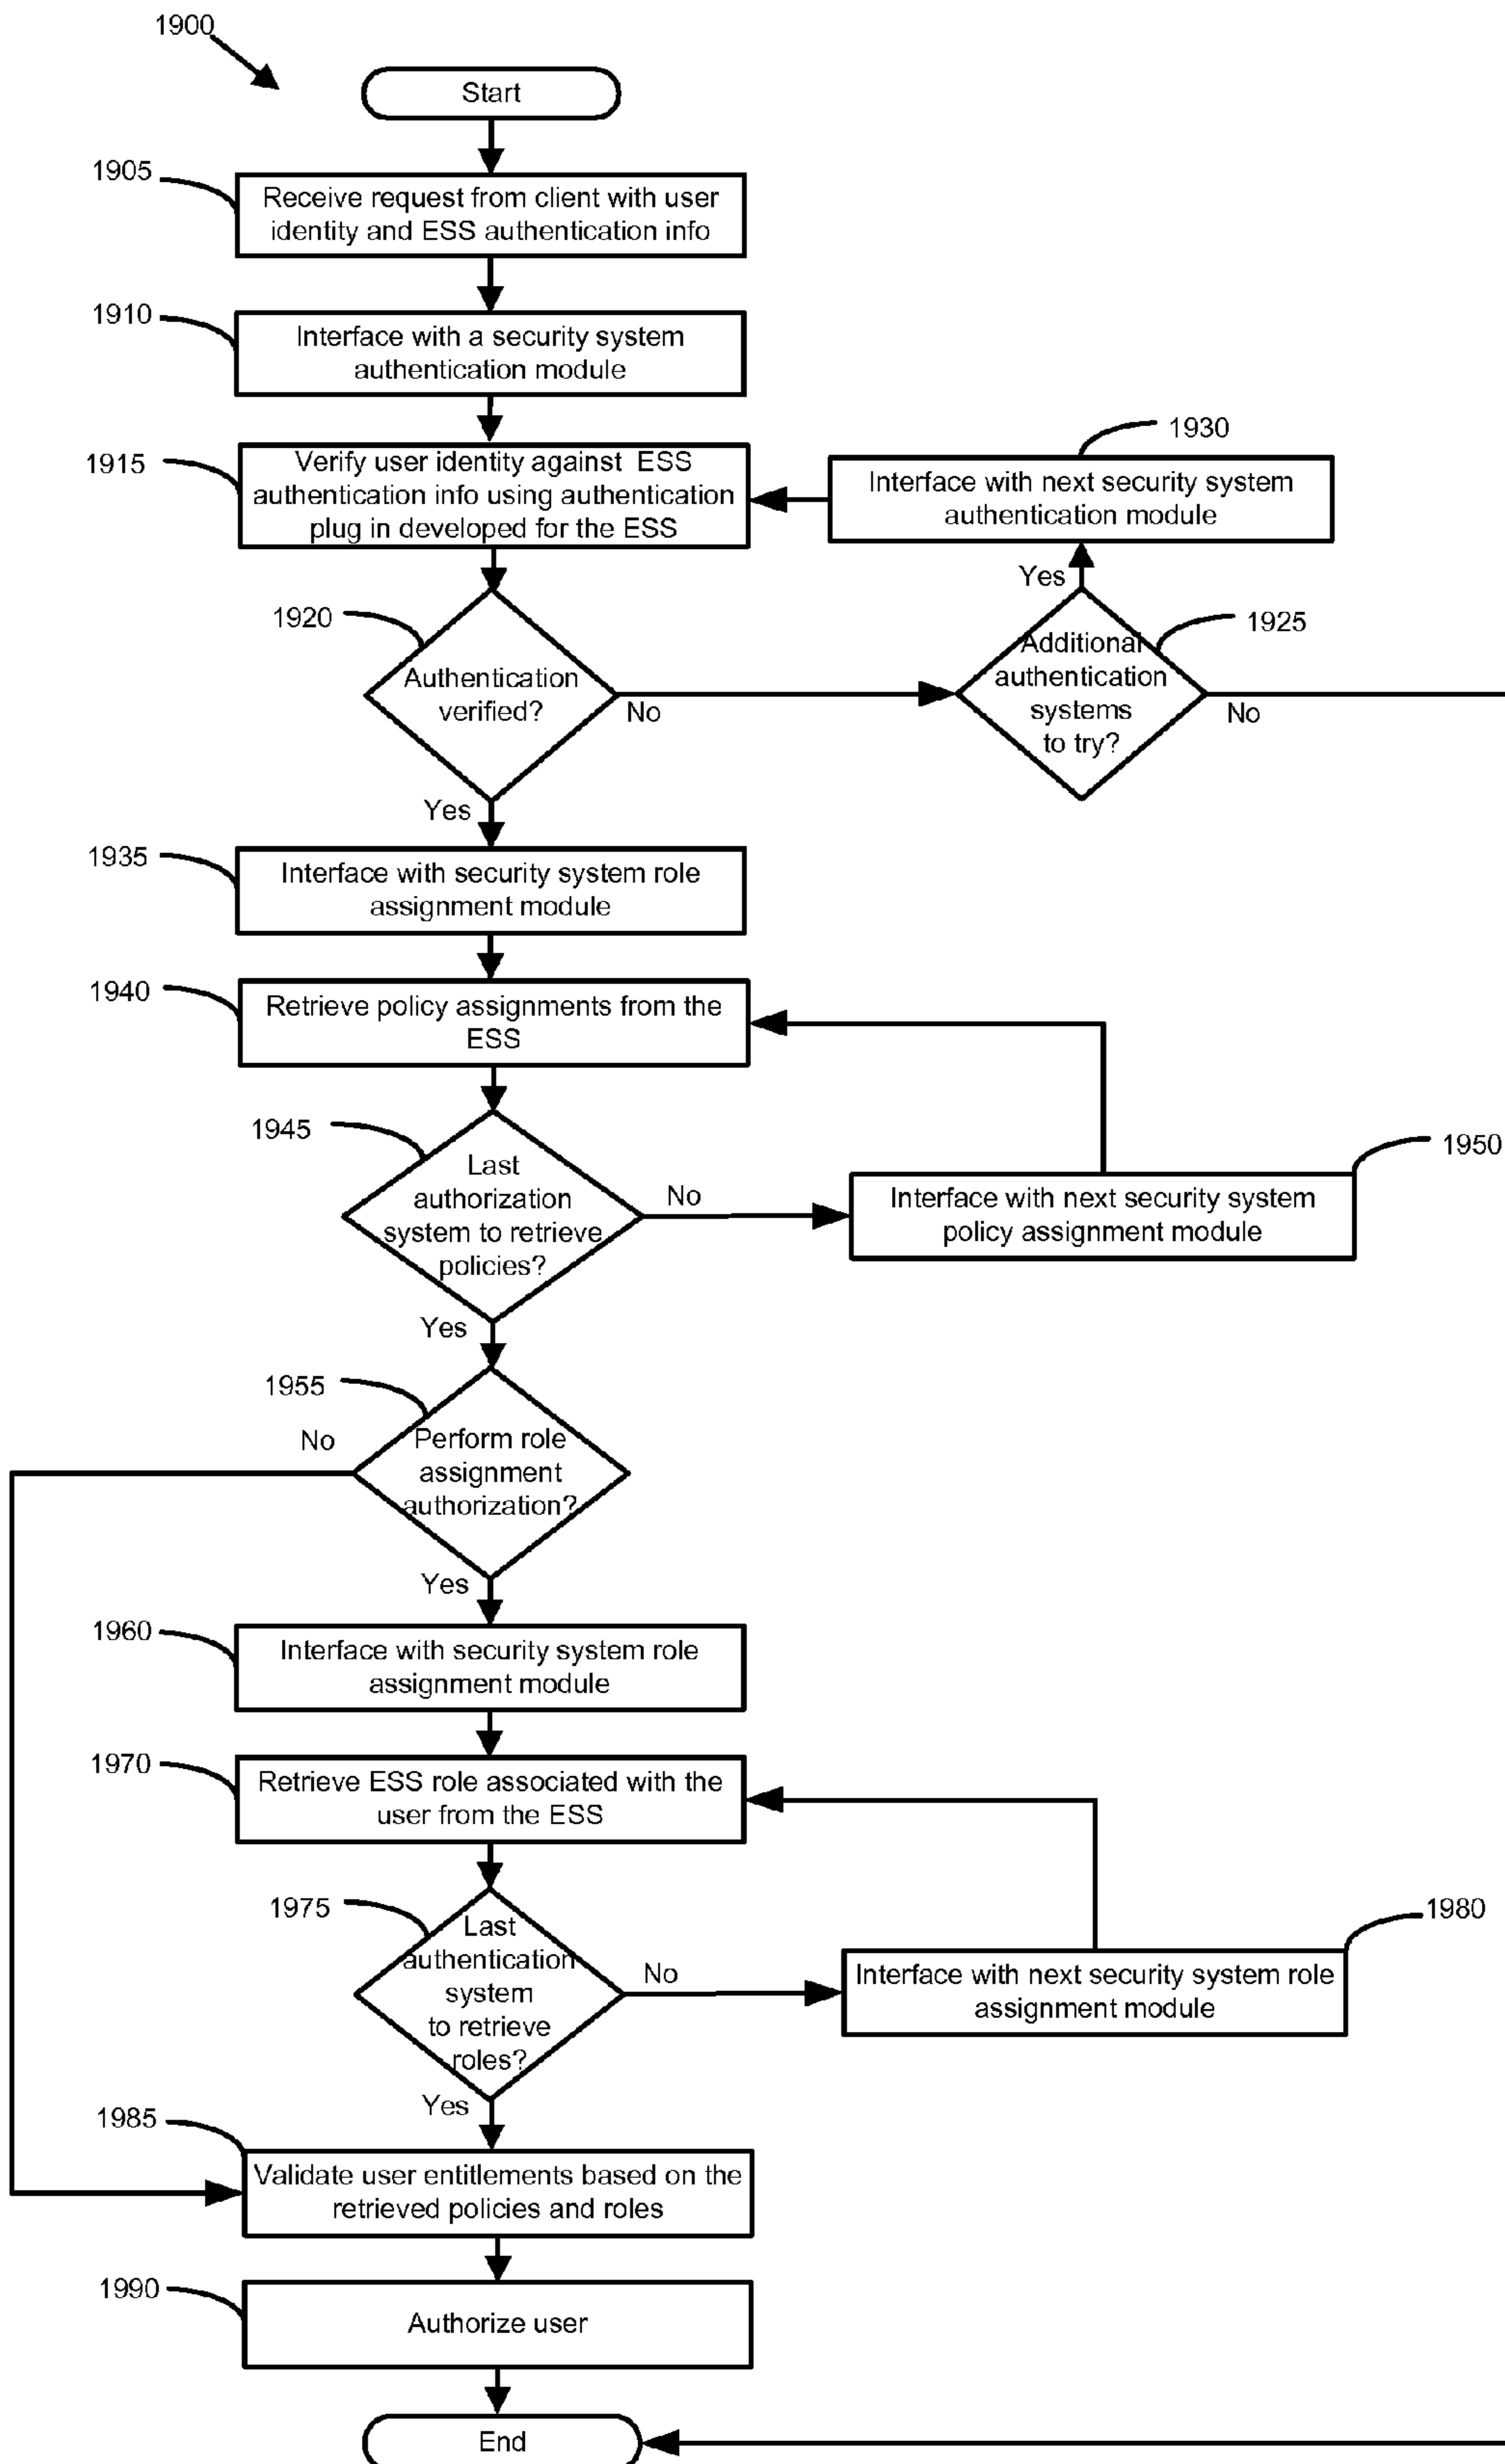 1900
Start
1905
Receive request from client with user
identity and ESS authentication info
1910
Interface with a security system
authentication module
1915
Verify user identity against ESS
authentication info using authentication
plug in developed for the ESS
1930
Interface with next security system
authentication module
Yes
1920
Authentication
verified?
No
1925
Additional
authentication
systems
to try?
No
Yes
1935
Interface with security system role
assignment module
1940
Retrieve policy assignments from the
ESS
1945
Last
authorization
system to retrieve
policies?
No
1950
Interface with next security system
policy assignment module
Yes
1955
No
Perform role
assignment
authorization?
Yes
1960
Interface with security system role
assignment module
1970
Retrieve ESS role associated with the
user from the ESS
1975
Last
authentication
system
to retrieve
roles?
No
1980
Interface with next security system role
assignment module
Yes
1985
Validate user entitlements based on the
retrieved policies and roles
1990
Authorize user
End